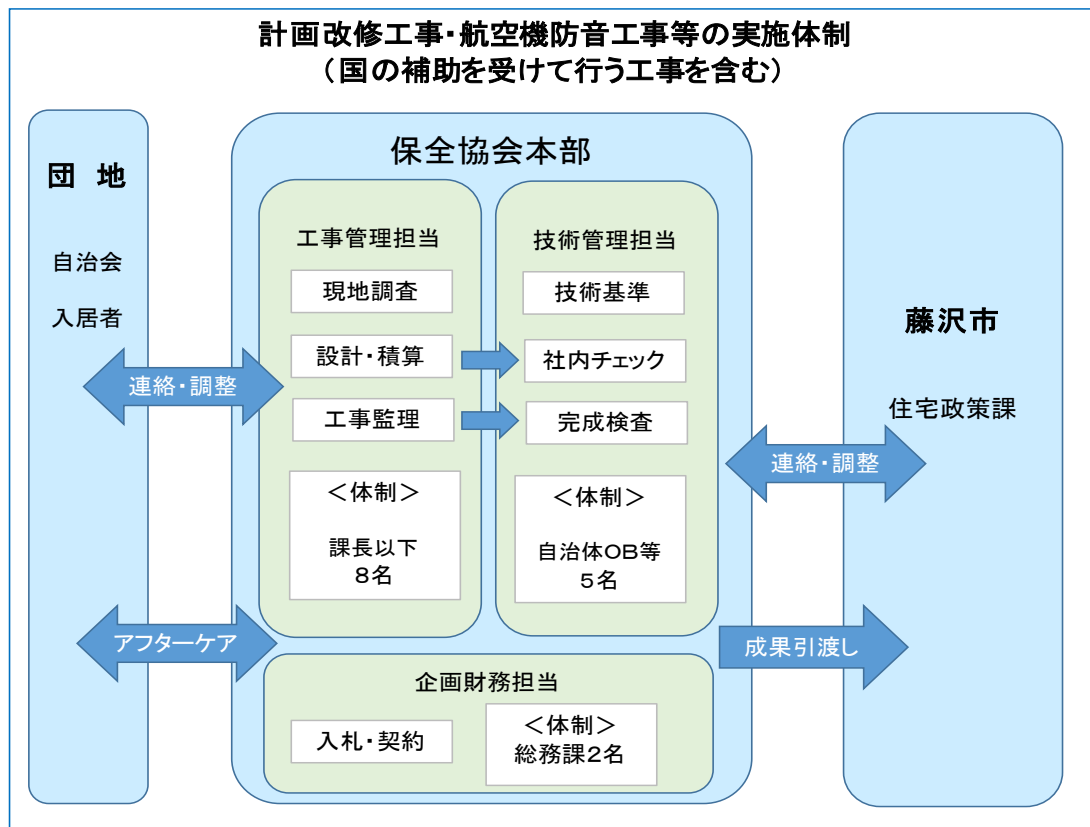 計画改修工事・航空機防音工事等の実施体制
（国の補助を受けて行う工事を含む）
団 地
自治会
入居者
連絡・調整
アフターケア
保全協会本部
工事管理担当
現地調査
設計・積算
工事監理
＜体制＞
課長以下
８名
技術管理担当
技術基準
社内チェック
完成検査
＜体制＞
自治体ＯＢ等
５名
企画財務担当
入札・契約
＜体制＞
総務課２名
藤沢市
住宅政策課
連絡・調整
成果引渡し